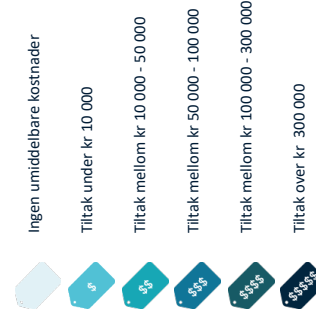 Ingen umiddelbare kostnader
Tiltak under kr 10 000
Tiltak mellom kr 10 000 - 50 000
Tiltak mellom kr 50 000 - 100 000
Tiltak mellom kr 100 000 - 300 000
Tiltak over kr  300 000
$
$$
$$$
$$$$
$$$$$